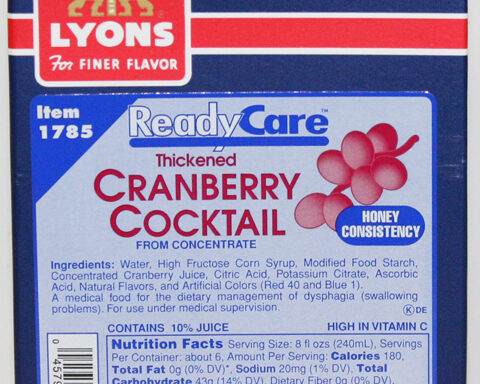 LYONS
For FINER FLAVOR
Item
1785
ReadyCare™
Thickened
CRANBERRY
COCKTAIL
HONEY
CONSISTENCY
FROM CONCENTRATE
Ingredients: Water, High Fructose Corn Syrup, Modified Food Starch,
Concentrated Cranberry Juice, Citric Acid, Potassium Citrate, Ascorbic
Acid, Natural Flavors, and Artificial Colors (Red 40 and Blue 1).
A medical food for the dietary management of dysphagia (swallowing
problems). For use under medical supervision.
K DE
CONTAINS 10% JUICE HIGH IN VITAMIN C
Nutrition Facts Serving Size: 8 fl ozs (240mL), Servings
Per Container: about 6, Amount Per Serving: Calories 180,
Total Fat 0g (0% DV)*, Sodium 20mg (1% DV), Total
Carbohydrate 43g (14% DV), Dietary Fiber 0g (0% DV),